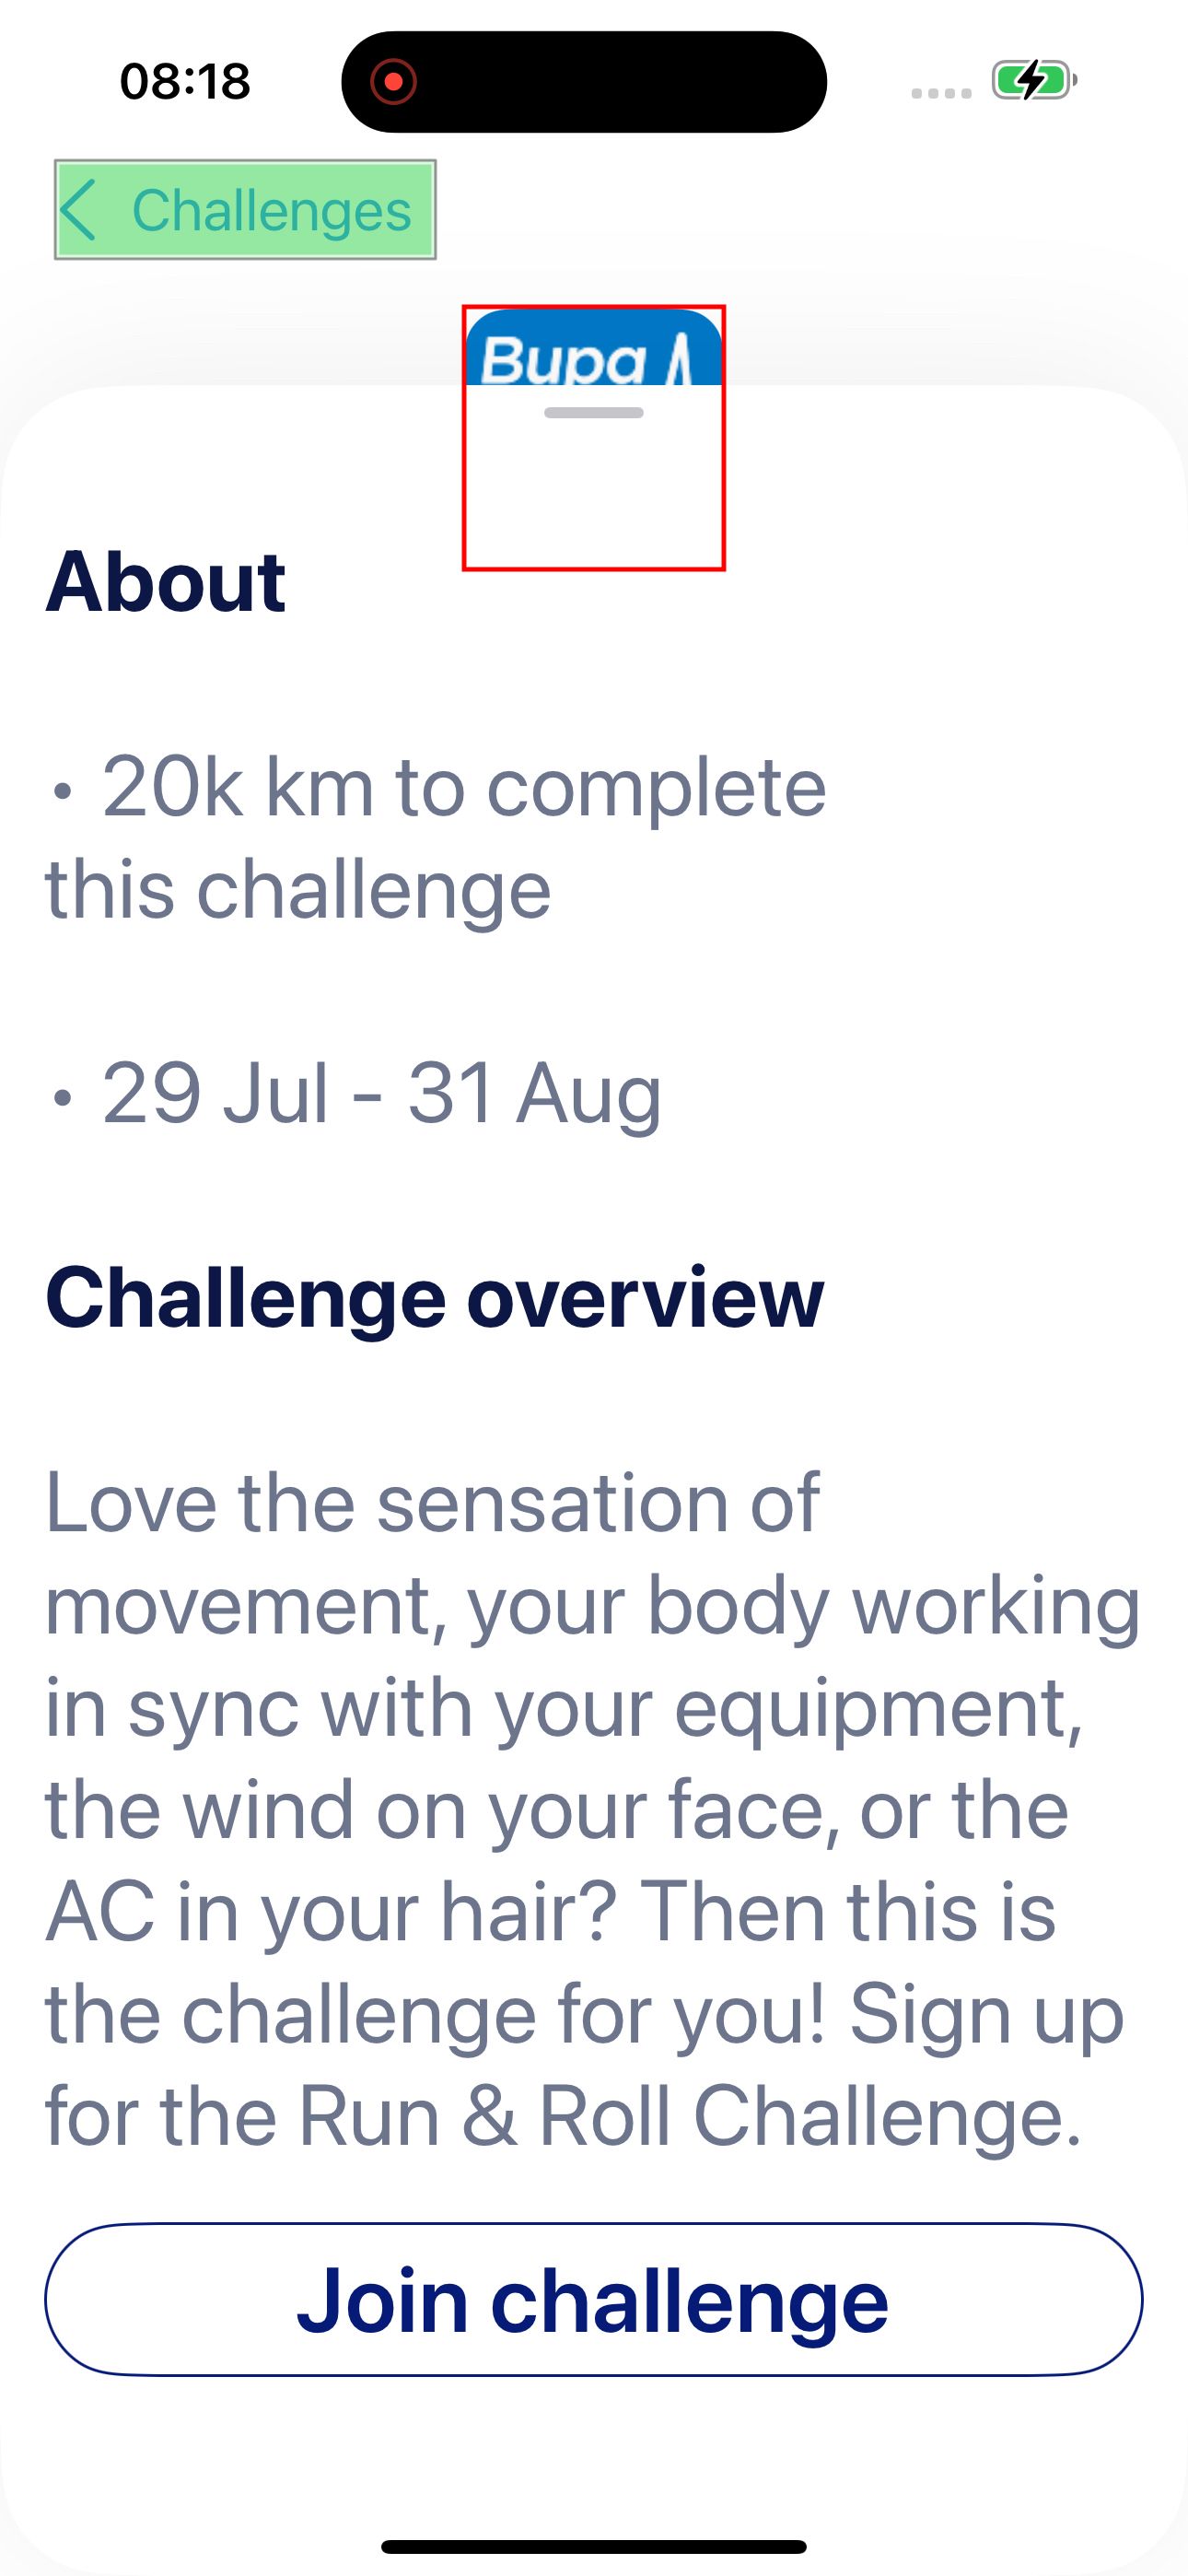 08:18
Challenges
Bupa
About
• 20k km to complete
this challenge
• 29 Jul - 31 Aug
Challenge overview
Love the sensation of
movement, your body working
in sync with your equipment,
the wind on your face, or the
AC in your hair? Then this is
the challenge for you! Sign up
for the Run & Roll Challenge.
Join challenge